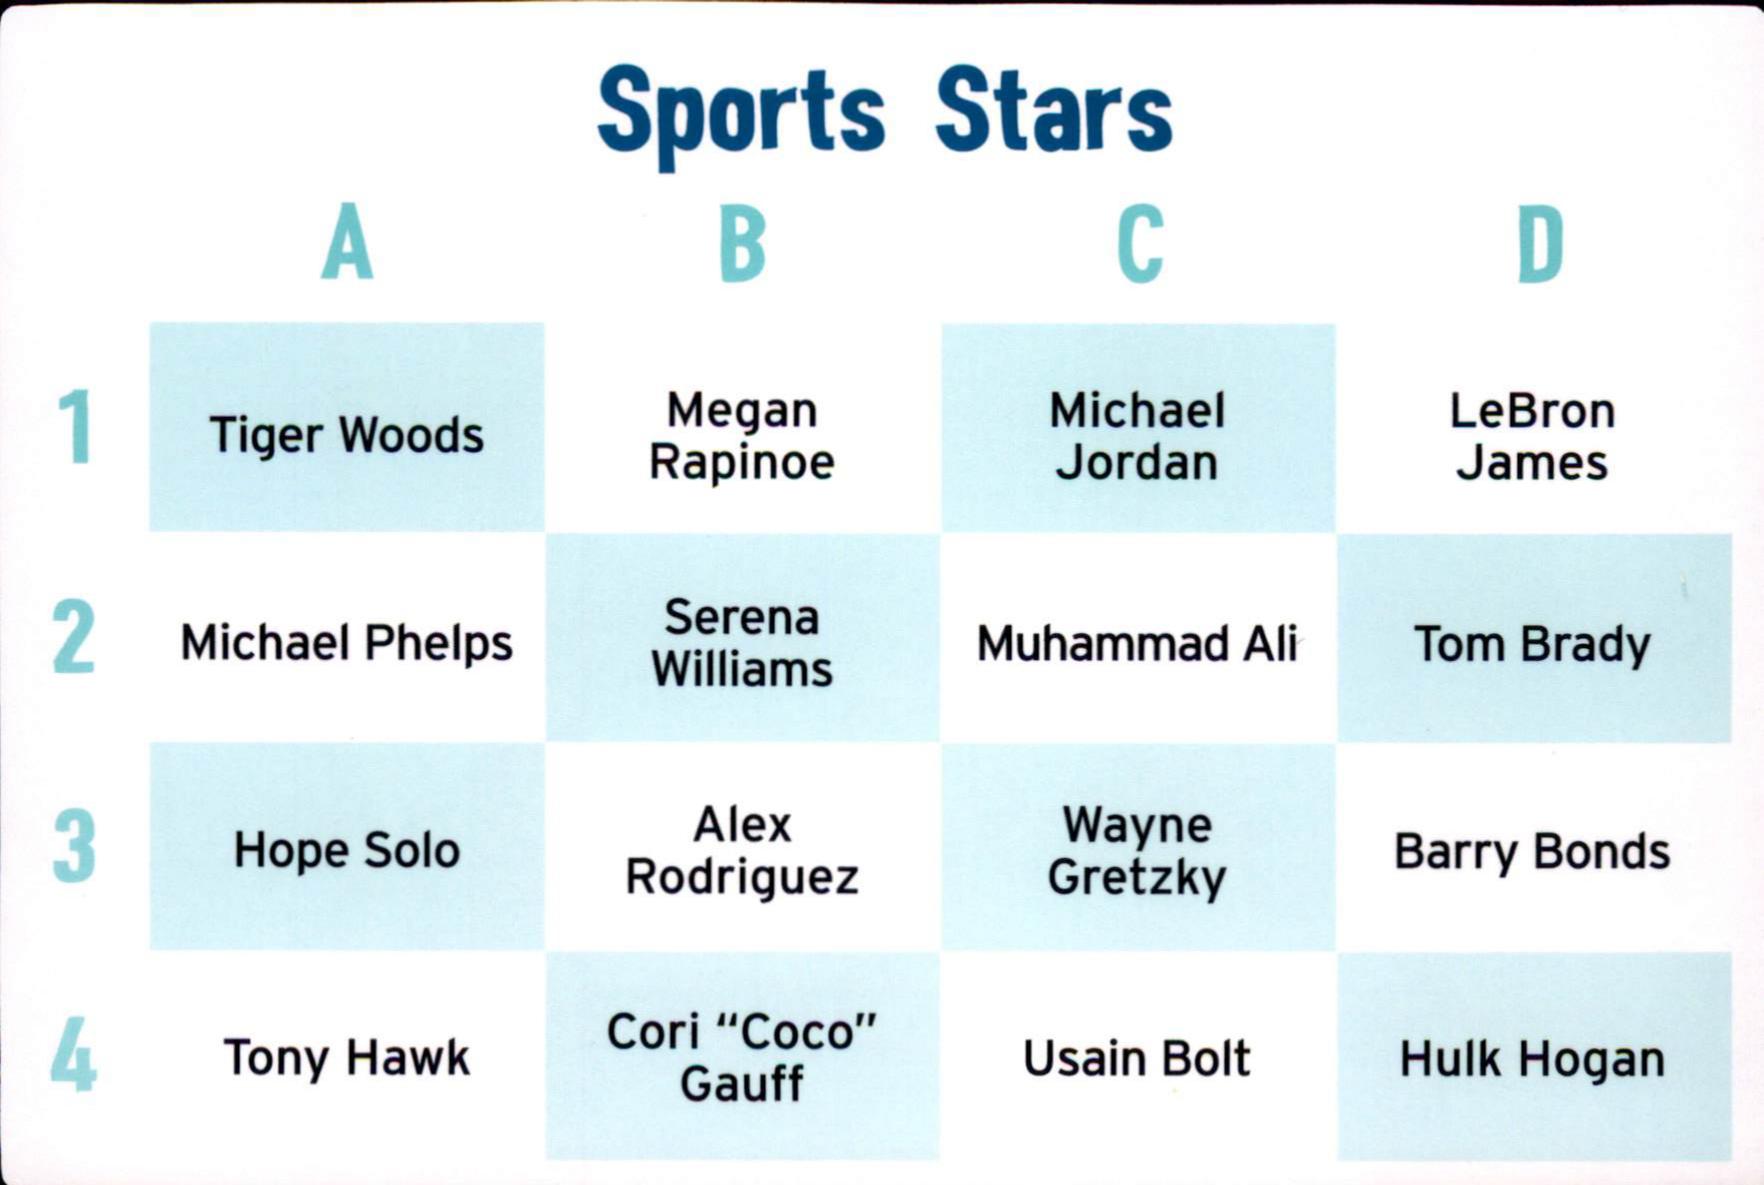 Sports Stars
A B C D
1 Tiger Woods Megan Rapinoe Michael Jordan LeBron James
2 Michael Phelps Serena Williams Muhammad Ali Tom Brady
3 Hope Solo Alex Rodriguez Wayne Gretzky Barry Bonds
4 Tony Hawk Cori “Coco” Gauff Usain Bolt Hulk Hogan